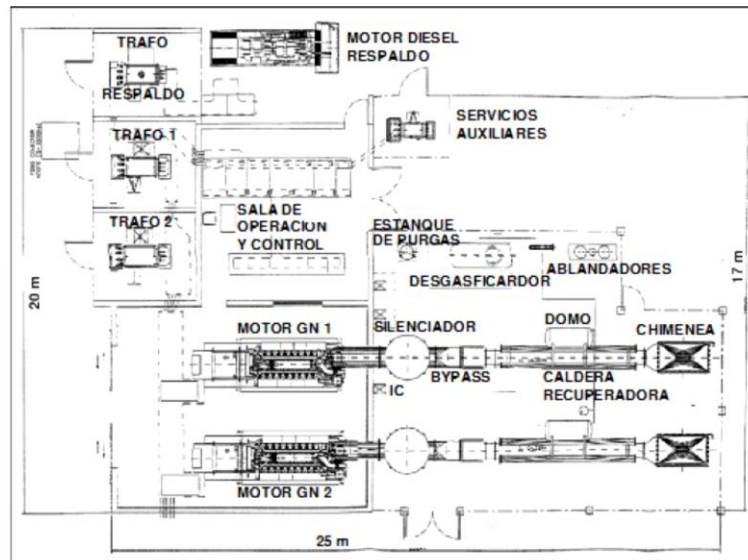 TRAFO
RESPALDO
MOTOR DIESEL
RESPALDO
SERVICIOS
AUXILIARES
TRAFO 1
TRAFO 2
SALA DE
OPERACION
Y CONTROL
ESTANQUE
DE PURGAS
DESGASFICARDOR
ABLANDADORES
20 m
17 m
MOTOR GN 1
SILENCIADOR
DOMO
CHIMENEA
BYPASS
CALDERA
RECUPERADORA
IC
MOTOR GN 2
25 m